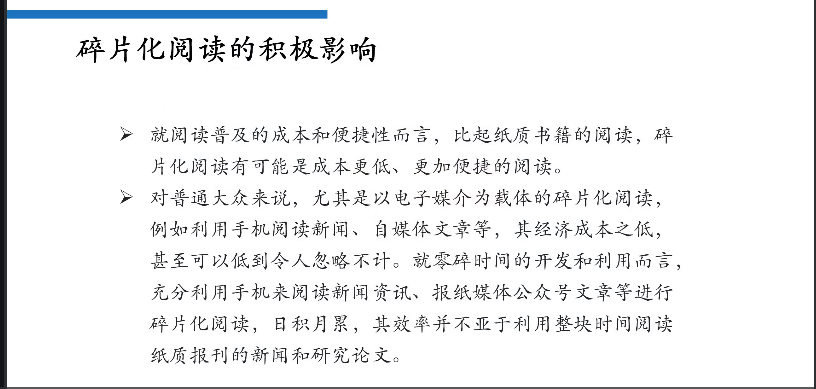 碎片化阅读的积极影响
➢ 就阅读普及的成本和便捷性而言，比起纸质书籍的阅读，碎
片化阅读有可能是成本更低、更加便捷的阅读。
➢ 对普通大众来说，尤其是以电子媒介为载体的碎片化阅读，
例如利用手机阅读新闻、自媒体文章等，其经济成本之低，
甚至可以低到令人忽略不计。就零碎时间的开发和利用而言，
充分利用手机来阅读新闻资讯、报纸媒体公众号文章等进行
碎片化阅读，日积月累，其效率并不亚于利用整块时间阅读
纸质报刊的新闻和研究论文。